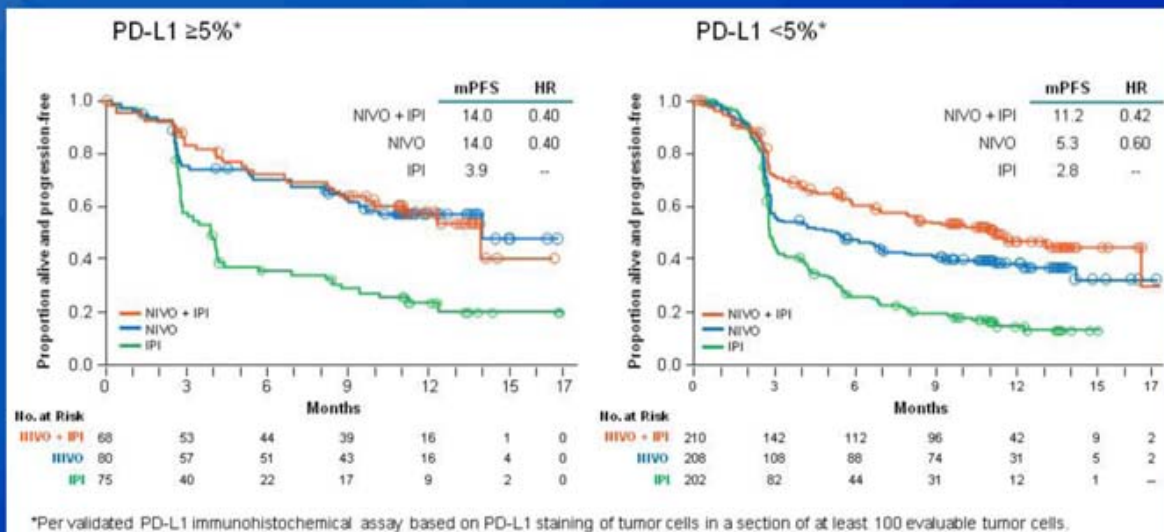 PD-L1 ≥5%*
mPFS HR
NIVO + IPI 14.0 0.40
NIVO 14.0 0.40
IPI 3.9 --
Proportion alive and progression-free
1.0
0.8
0.6
0.4
0.2
0.0
NIVO + IPI
NIVO
IPI
0 3 6 9 12 15 17
Months
No. at Risk
NIVO + IPI 68 53 44 39 16 1 0
NIVO 80 57 51 43 16 4 0
IPI 75 40 22 17 9 2 0
PD-L1 <5%*
mPFS HR
NIVO + IPI 11.2 0.42
NIVO 5.3 0.60
IPI 2.8 --
Proportion alive and progression-free
1.0
0.8
0.6
0.4
0.2
0.0
NIVO + IPI
NIVO
IPI
0 3 6 9 12 15 17
Months
No. at Risk
NIVO + IPI 210 142 112 96 42 9 2
NIVO 208 108 88 74 31 5 2
IPI 202 82 44 31 12 1 --
*Per validated PD-L1 immunohistochemical assay based on PD-L1 staining of tumor cells in a section of at least 100 evaluable tumor cells.